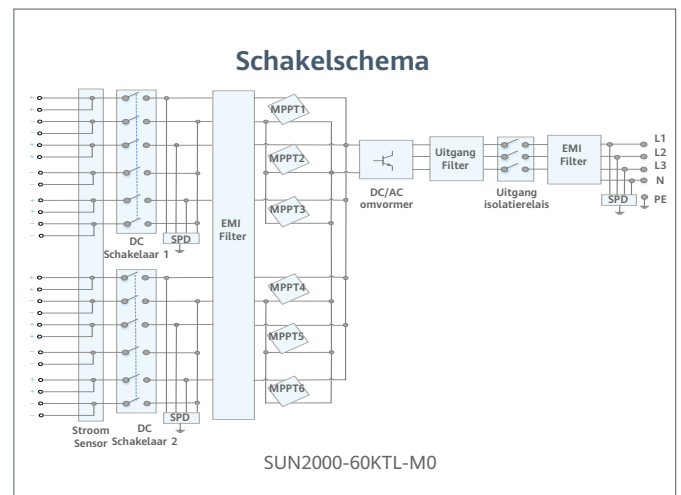 Schakelschema
MPPT1
MPPT2
MPPT3
MPPT4
MPPT5
MPPT6
DC
Schakelaar 1
SPD
EMI
Filter
DC/AC
omvormer
Uitgang
Filter
Uitgang
isolatierelais
EMI
Filter
L1
L2
L3
N
SPD
PE
SPD
Stroom
Sensor
DC
Schakelaar 2
SUN2000-60KTL-M0